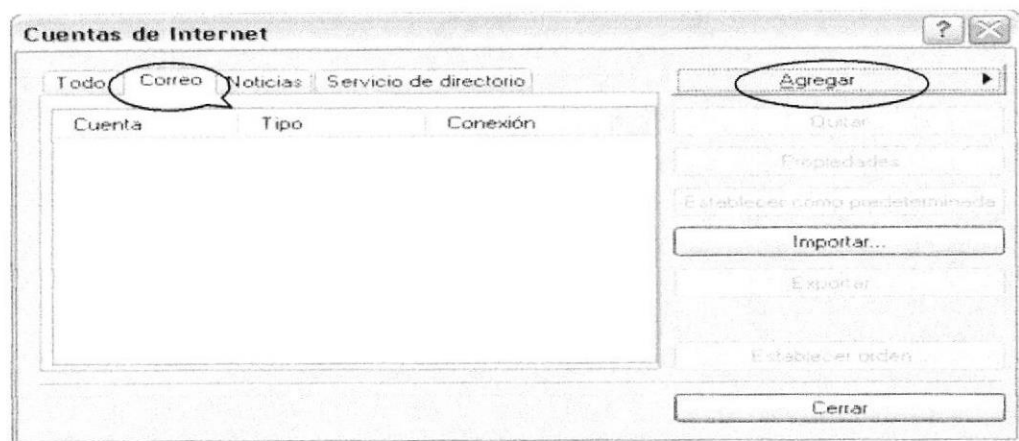 Cuentas de Internet ?
Todo Correo Noticias Servicio de directorio
Agregar
Cuenta Tipo Conexión
Quitar
Propiedades
Establecer como predeterminada
Importar...
Exportar...
Establecer orden...
Cerrar